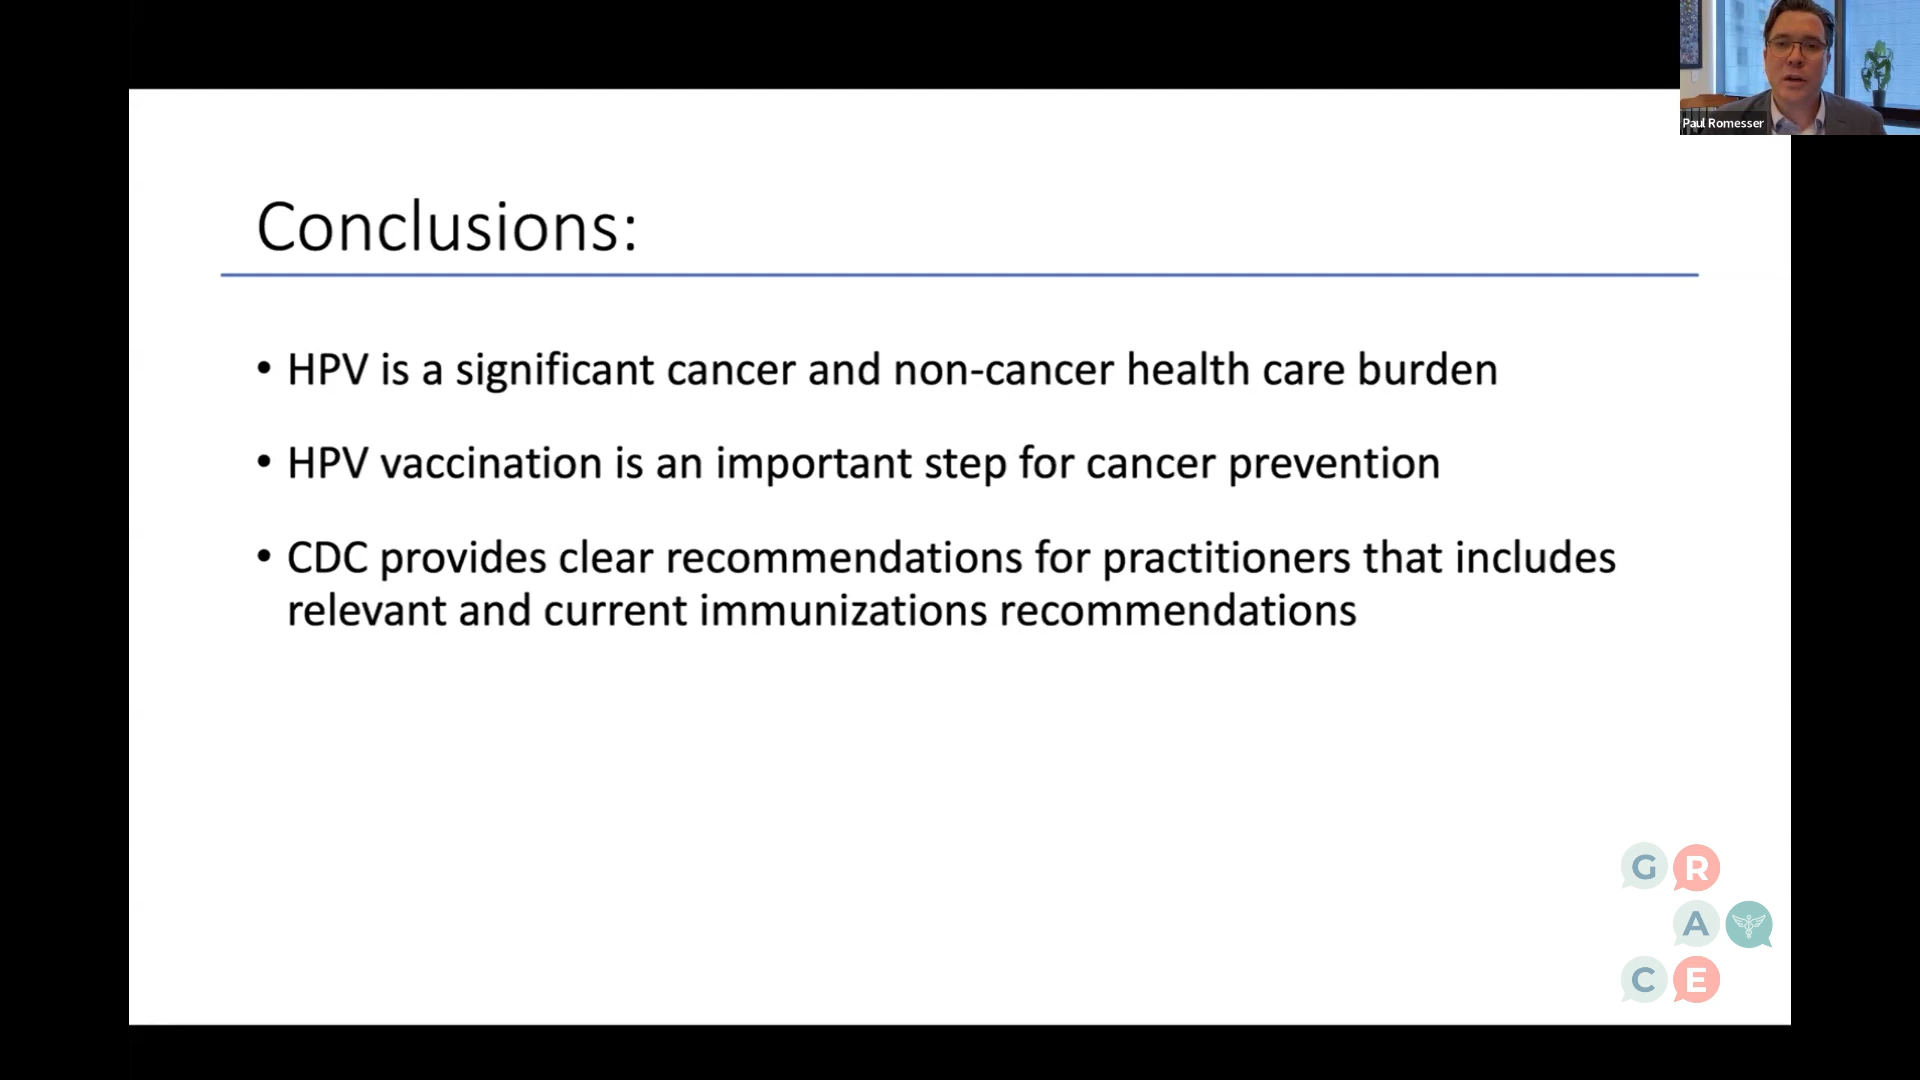 Paul Romesser
Conclusions:
• HPV is a significant cancer and non-cancer health care burden
• HPV vaccination is an important step for cancer prevention
• CDC provides clear recommendations for practitioners that includes
relevant and current immunizations recommendations
G R
A
C E